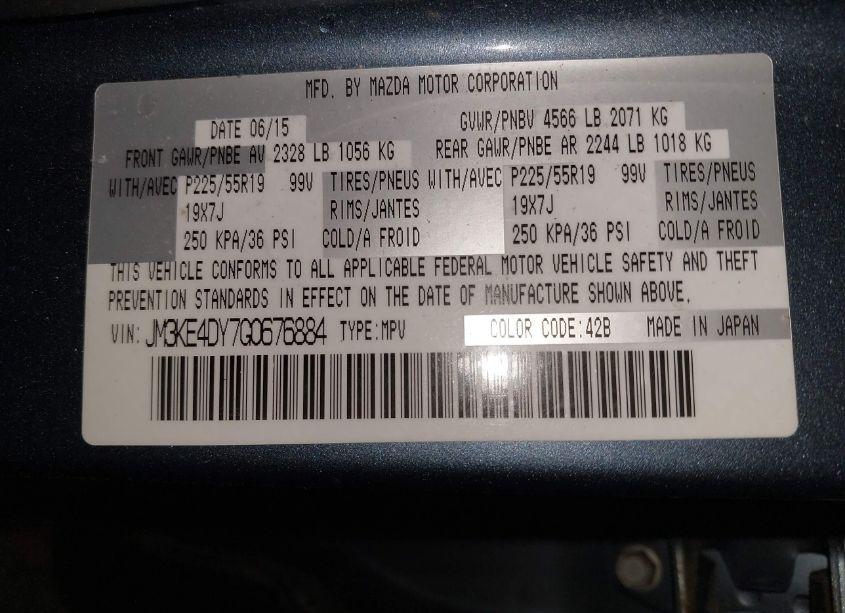 MFD. BY MAZDA MOTOR CORPORATION
DATE 06/15 GVWR/PNBV 4566 LB 2071 KG
FRONT GAWR/PNBE AV 2328 LB 1056 KG REAR GAWR/PNBE AR 2244 LB 1018 KG
WITH/AVEC P225/55R19 99V TIRES/PNEUS WITH/AVEC P225/55R19 99V TIRES/PNEUS
19X7J RIMS/JANTES 19X7J RIMS/JANTES
250 KPA/36 PSI COLD/A FROID 250 KPA/36 PSI COLD/A FROID
THIS VEHICLE CONFORMS TO ALL APPLICABLE FEDERAL MOTOR VEHICLE SAFETY AND THEFT
PREVENTION STANDARDS IN EFFECT ON THE DATE OF MANUFACTURE SHOWN ABOVE.
VIN: JM3KE4DY7G0676884 TYPE:MPV COLOR CODE:42B MADE IN JAPAN